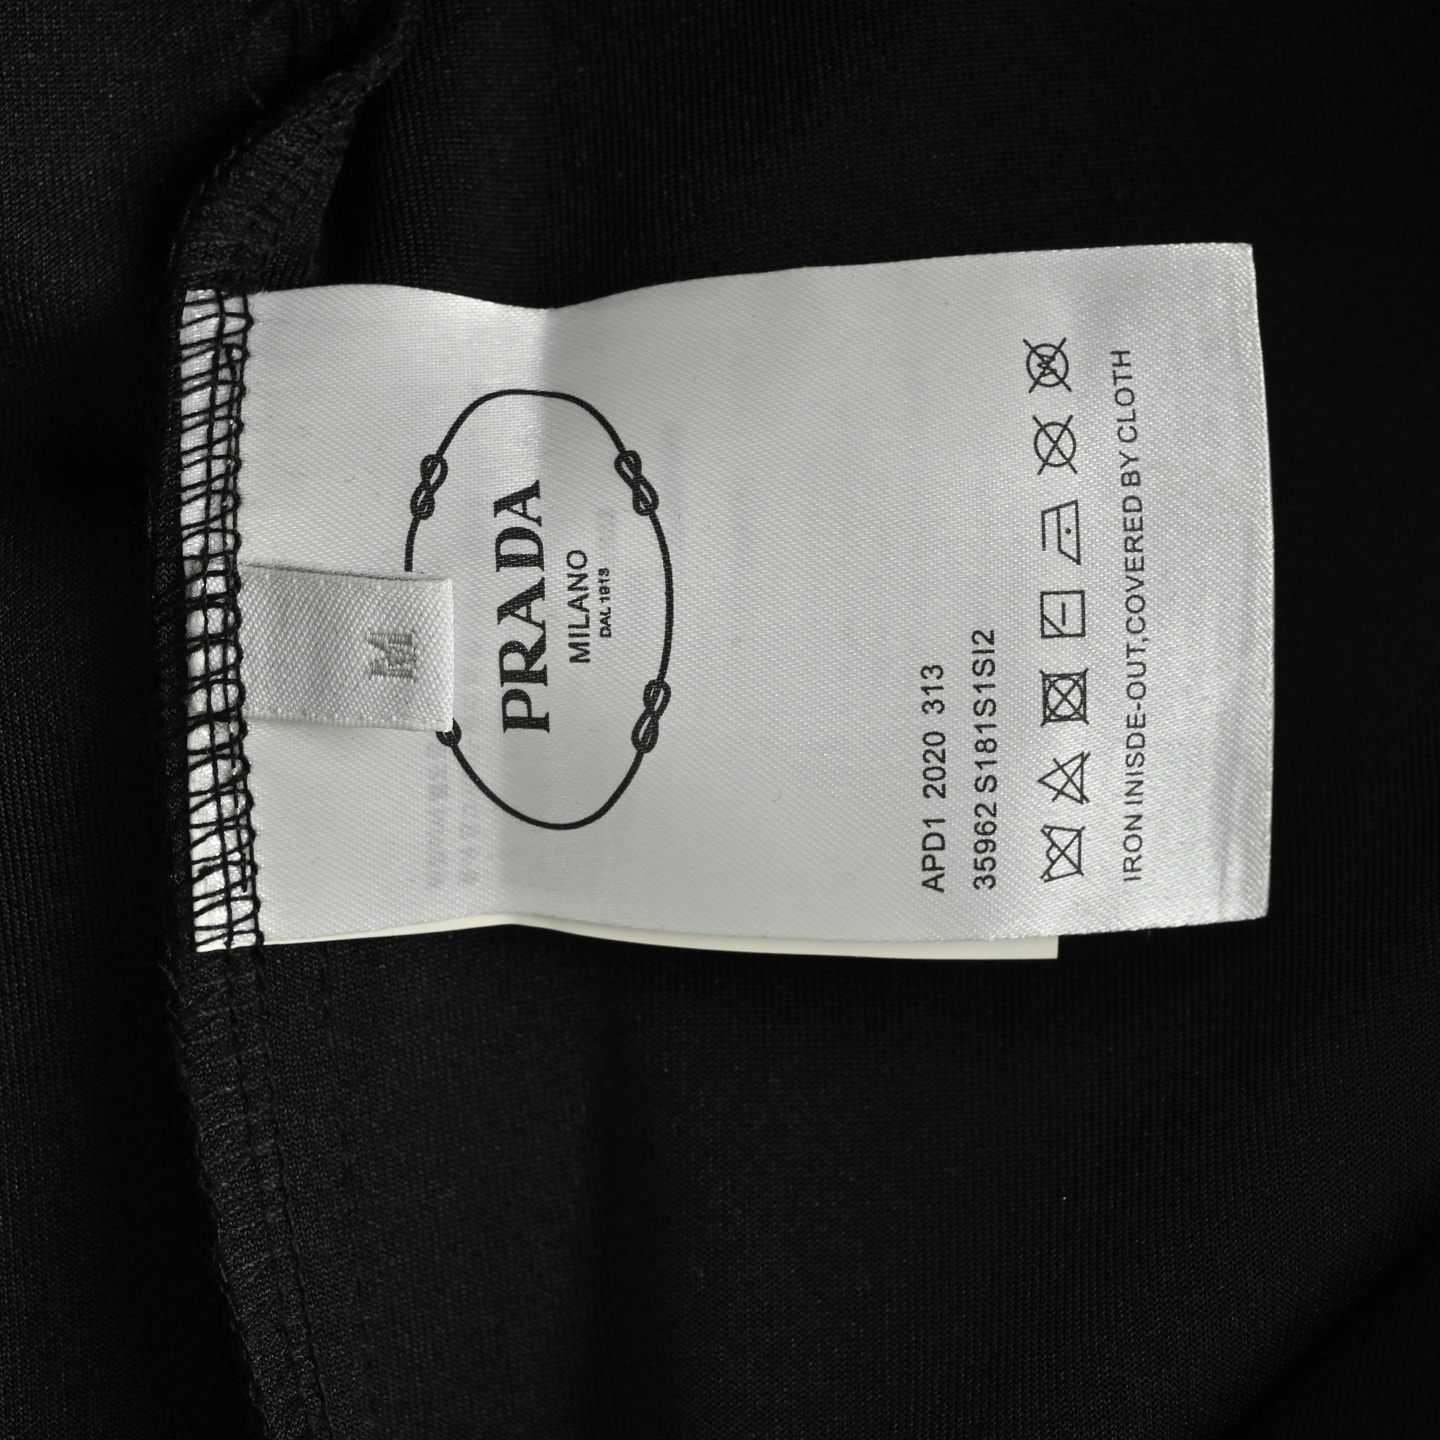 M
PRADA
MILANO
DAL 1913
APD1 2020 313
35962 S181S1SI2
IRON INISDE-OUT,COVERED BY CLOTH